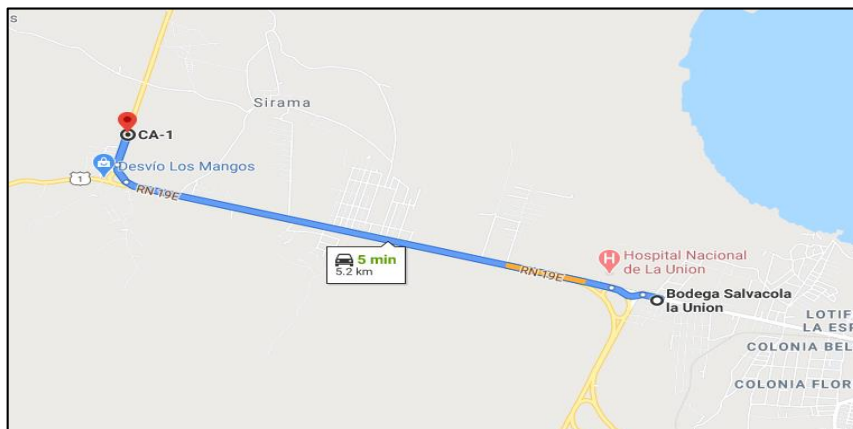 s
Sirama
CA-1
Desvío Los Mangos
1
RN-19E
5 min
5.2 km
RN-19E
H
Hospital Nacional
de La Union
Bodega Salvacola
la Union
LOTIF
LA ESP
COLONIA BEL
COLONIA FLOR